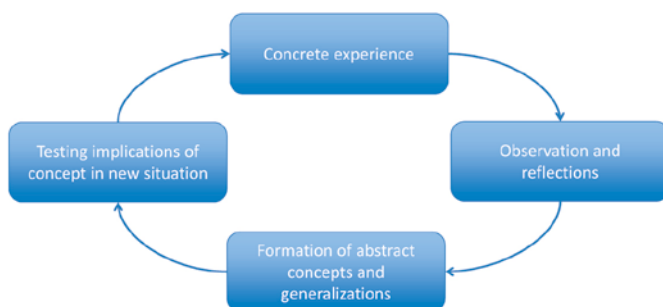 Concrete experience
Observation and
reflections
Formation of abstract
concepts and
generalizations
Testing implications of
concept in new situation